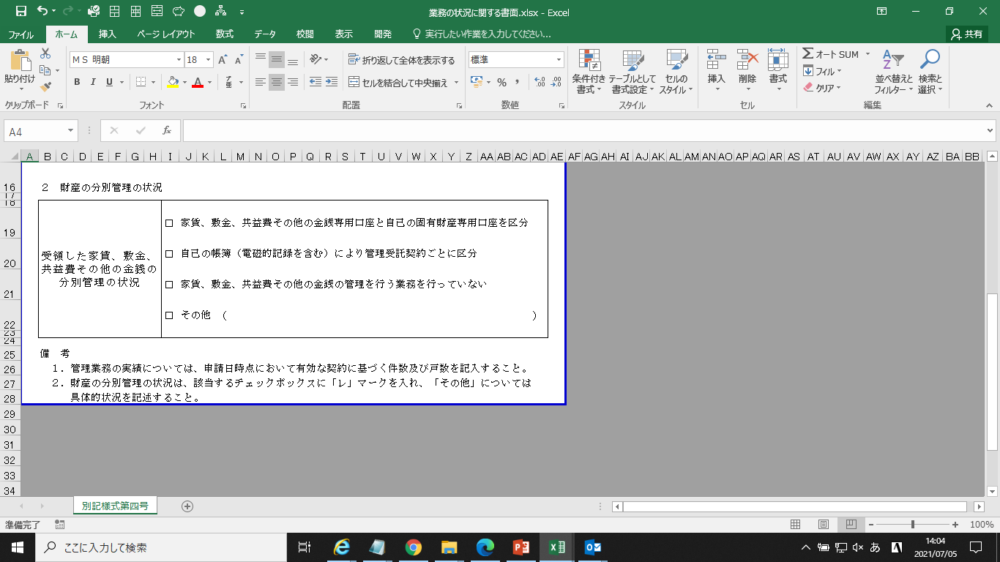 業務の状況に関する書面.xlsx - Excel
ファイル ホーム 挿入 ページ レイアウト 数式 データ 校閲 表示 開発 実行したい作業を入力してください... 共有
貼り付け
クリップボード
ＭＳ 明朝 18
B I U
フォント
折り返して全体を表示する
セルを結合して中央揃え
配置
標準
数値
条件付き書式 テーブルとして書式設定 セルのスタイル
スタイル
挿入 削除 書式
セル
オート SUM
フィル
クリア
並べ替えとフィルター 検索と選択
編集
A4 fx
A B C D E F G H I J K L M N O P Q R S T U V W X Y Z AA AB AC AD AE AF AG AH AI AJ AK AL AM AN AO AP AQ AR AS AT AU AV AW AX AY AZ BA BB
16 ２　財産の分別管理の状況
17
18
19 □ 家賃、敷金、共益費その他の金銭専用口座と自己の固有財産専用口座を区分
20 □ 自己の帳簿（電磁的記録を含む）により管理受託契約ごとに区分
受領した家賃、敷金、
共益費その他の金銭の
分別管理の状況
21 □ 家賃、敷金、共益費その他の金銭の管理を行う業務を行っていない
22 □ その他　（　　　）
23
24
25 備　考
26 １．管理業務の実績については、申請日時点において有効な契約に基づく件数及び戸数を記入すること。
27 ２．財産の分別管理の状況は、該当するチェックボックスに「レ」マークを入れ、「その他」については
28 具体的状況を記述すること。
29
30
31
32
33
34
別記様式第四号
準備完了 100%
ここに入力して検索 あ A 14:04
2021/07/05